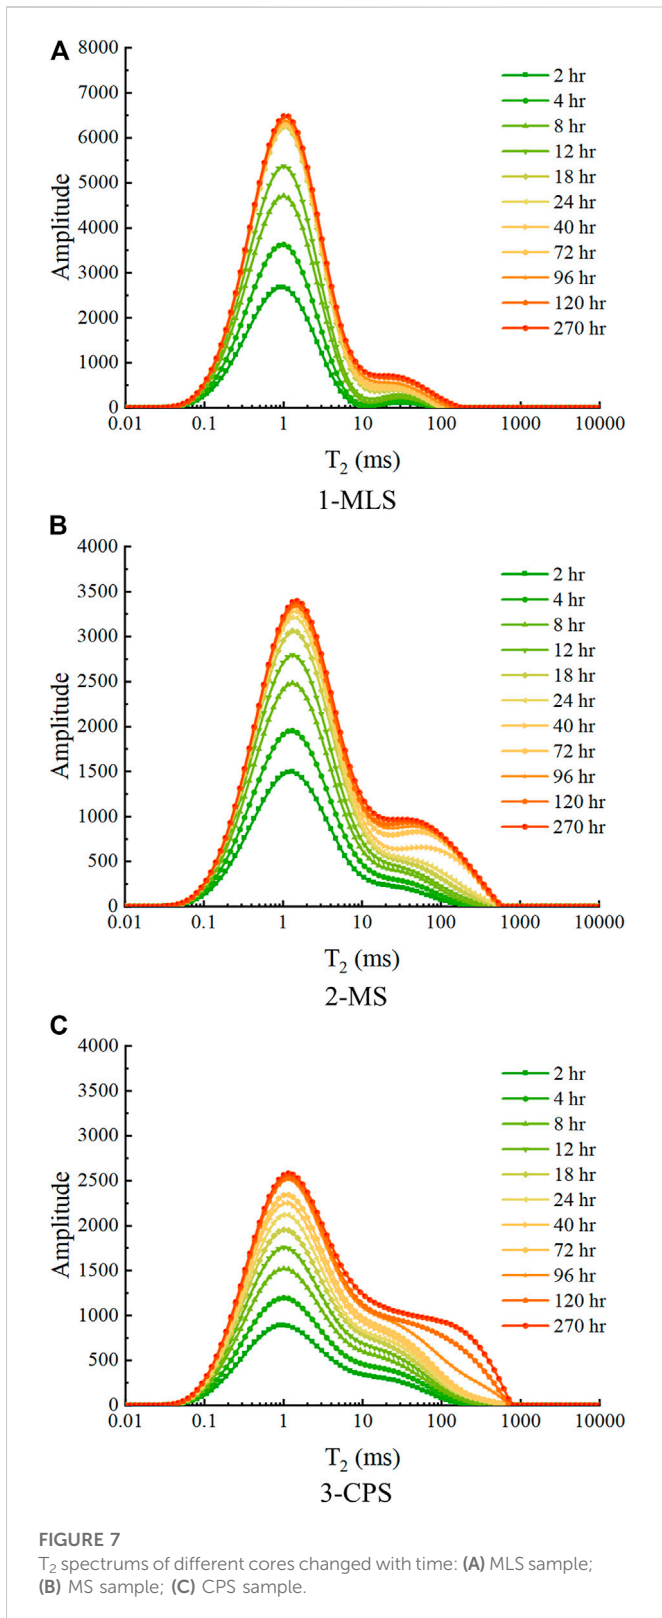 A
8000
7000
6000
5000
4000
3000
2000
1000
0
Amplitude
2 hr
4 hr
8 hr
12 hr
18 hr
24 hr
40 hr
72 hr
96 hr
120 hr
270 hr
0.01 0.1 1 10 100 1000 10000
T₂ (ms)
1-MLS
B
4000
3500
3000
2500
2000
1500
1000
500
0
Amplitude
2 hr
4 hr
8 hr
12 hr
18 hr
24 hr
40 hr
72 hr
96 hr
120 hr
270 hr
0.01 0.1 1 10 100 1000 10000
T₂ (ms)
2-MS
C
4000
3500
3000
2500
2000
1500
1000
500
0
Amplitude
2 hr
4 hr
8 hr
12 hr
18 hr
24 hr
40 hr
72 hr
96 hr
120 hr
270 hr
0.01 0.1 1 10 100 1000 10000
T₂ (ms)
3-CPS
FIGURE 7
T₂ spectrums of different cores changed with time: (A) MLS sample;
(B) MS sample; (C) CPS sample.